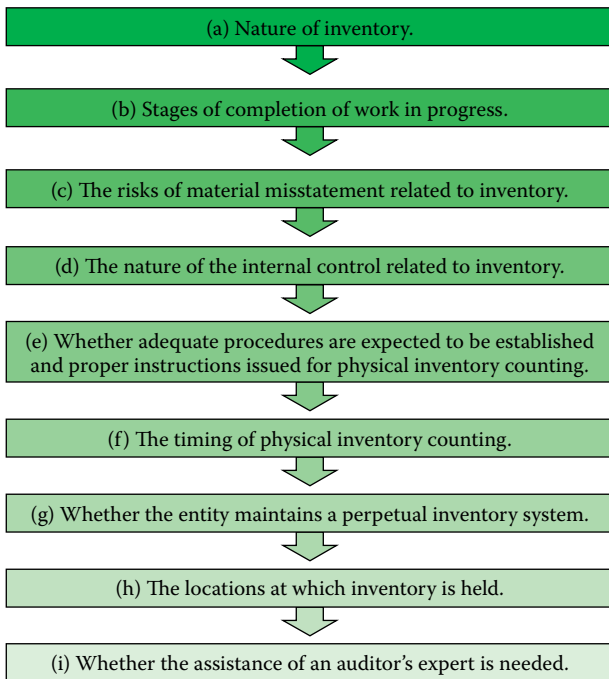 (a) Nature of inventory.
(b) Stages of completion of work in progress.
(c) The risks of material misstatement related to inventory.
(d) The nature of the internal control related to inventory.
(e) Whether adequate procedures are expected to be established
and proper instructions issued for physical inventory counting.
(f) The timing of physical inventory counting.
(g) Whether the entity maintains a perpetual inventory system.
(h) The locations at which inventory is held.
(i) Whether the assistance of an auditor’s expert is needed.